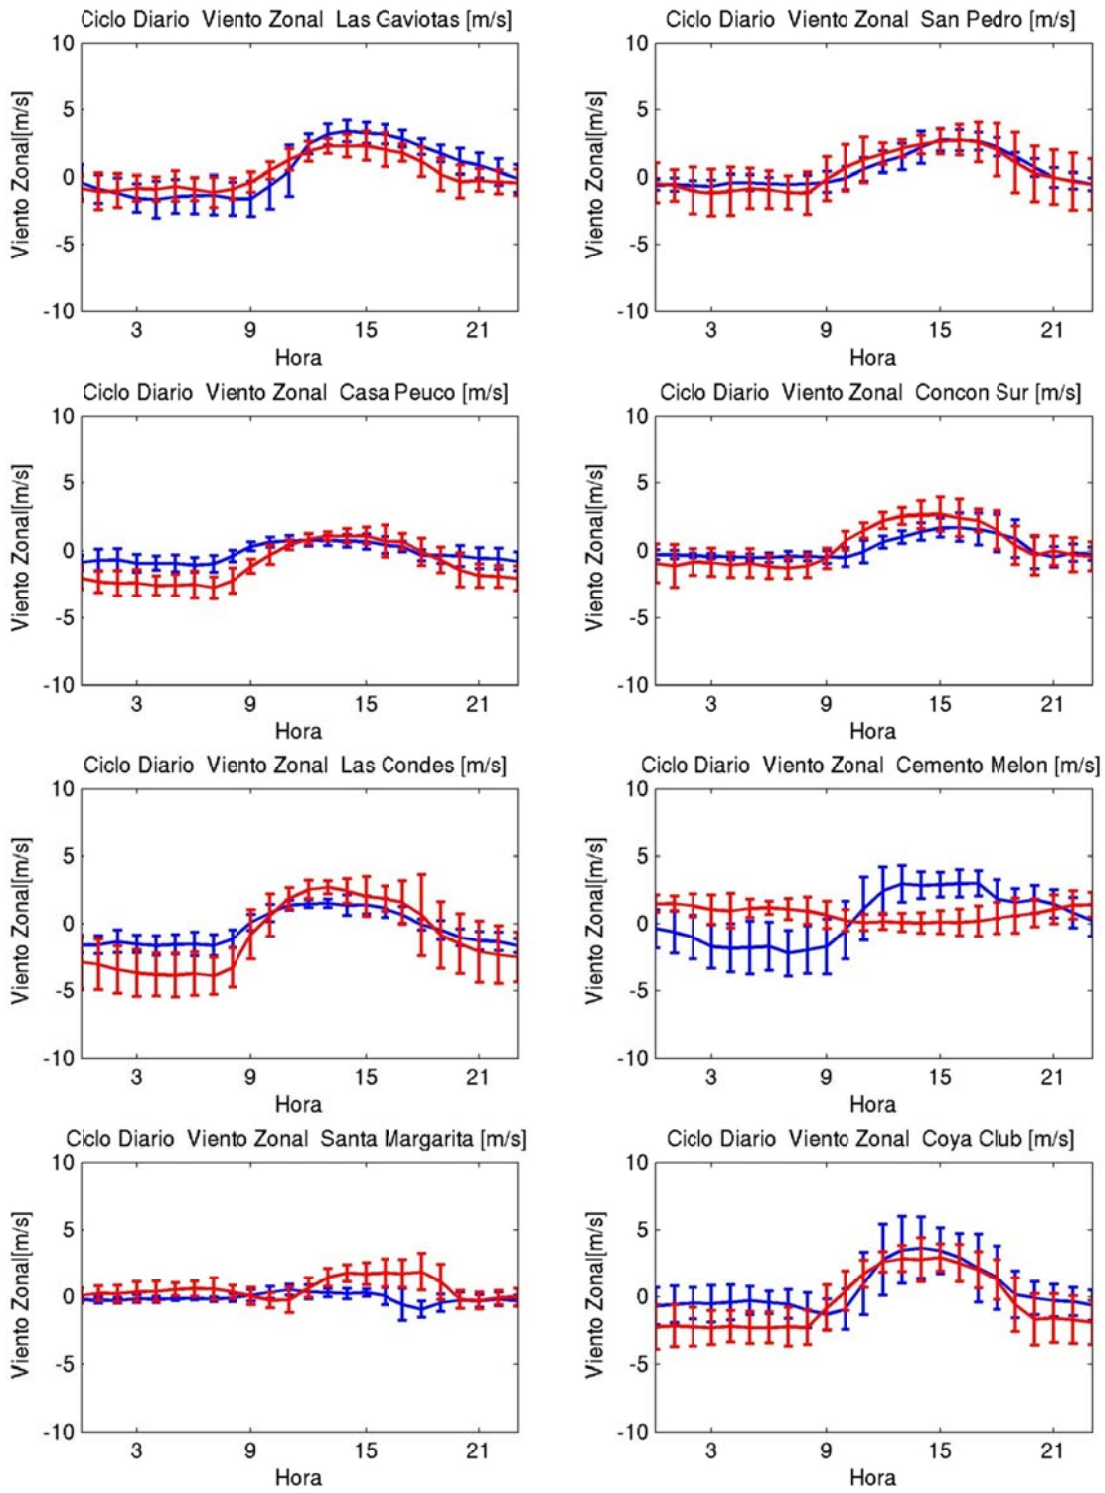 Ciclo Diario Viento Zonal Las Gaviotas [m/s]
10
5
0
-5
-10
Viento Zonal[m/s]
3 9 15 21
Hora
Ciclo Diario Viento Zonal San Pedro [m/s]
10
5
0
-5
-10
Viento Zonal[m/s]
3 9 15 21
Hora
Ciclo Diario Viento Zonal Casa Peuco [m/s]
10
5
0
-5
-10
Viento Zonal[m/s]
3 9 15 21
Hora
Ciclo Diario Viento Zonal Concon Sur [m/s]
10
5
0
-5
-10
Viento Zonal[m/s]
3 9 15 21
Hora
Ciclo Diario Viento Zonal Las Condes [m/s]
10
5
0
-5
-10
Viento Zonal[m/s]
3 9 15 21
Hora
Ciclo Diario Viento Zonal Cemento Melon [m/s]
10
5
0
-5
-10
Viento Zonal[m/s]
3 9 15 21
Hora
Ciclo Diario Viento Zonal Santa Margarita [m/s]
10
5
0
-5
-10
Viento Zonal[m/s]
3 9 15 21
Hora
Ciclo Diario Viento Zonal Coya Club [m/s]
10
5
0
-5
-10
Viento Zonal[m/s]
3 9 15 21
Hora